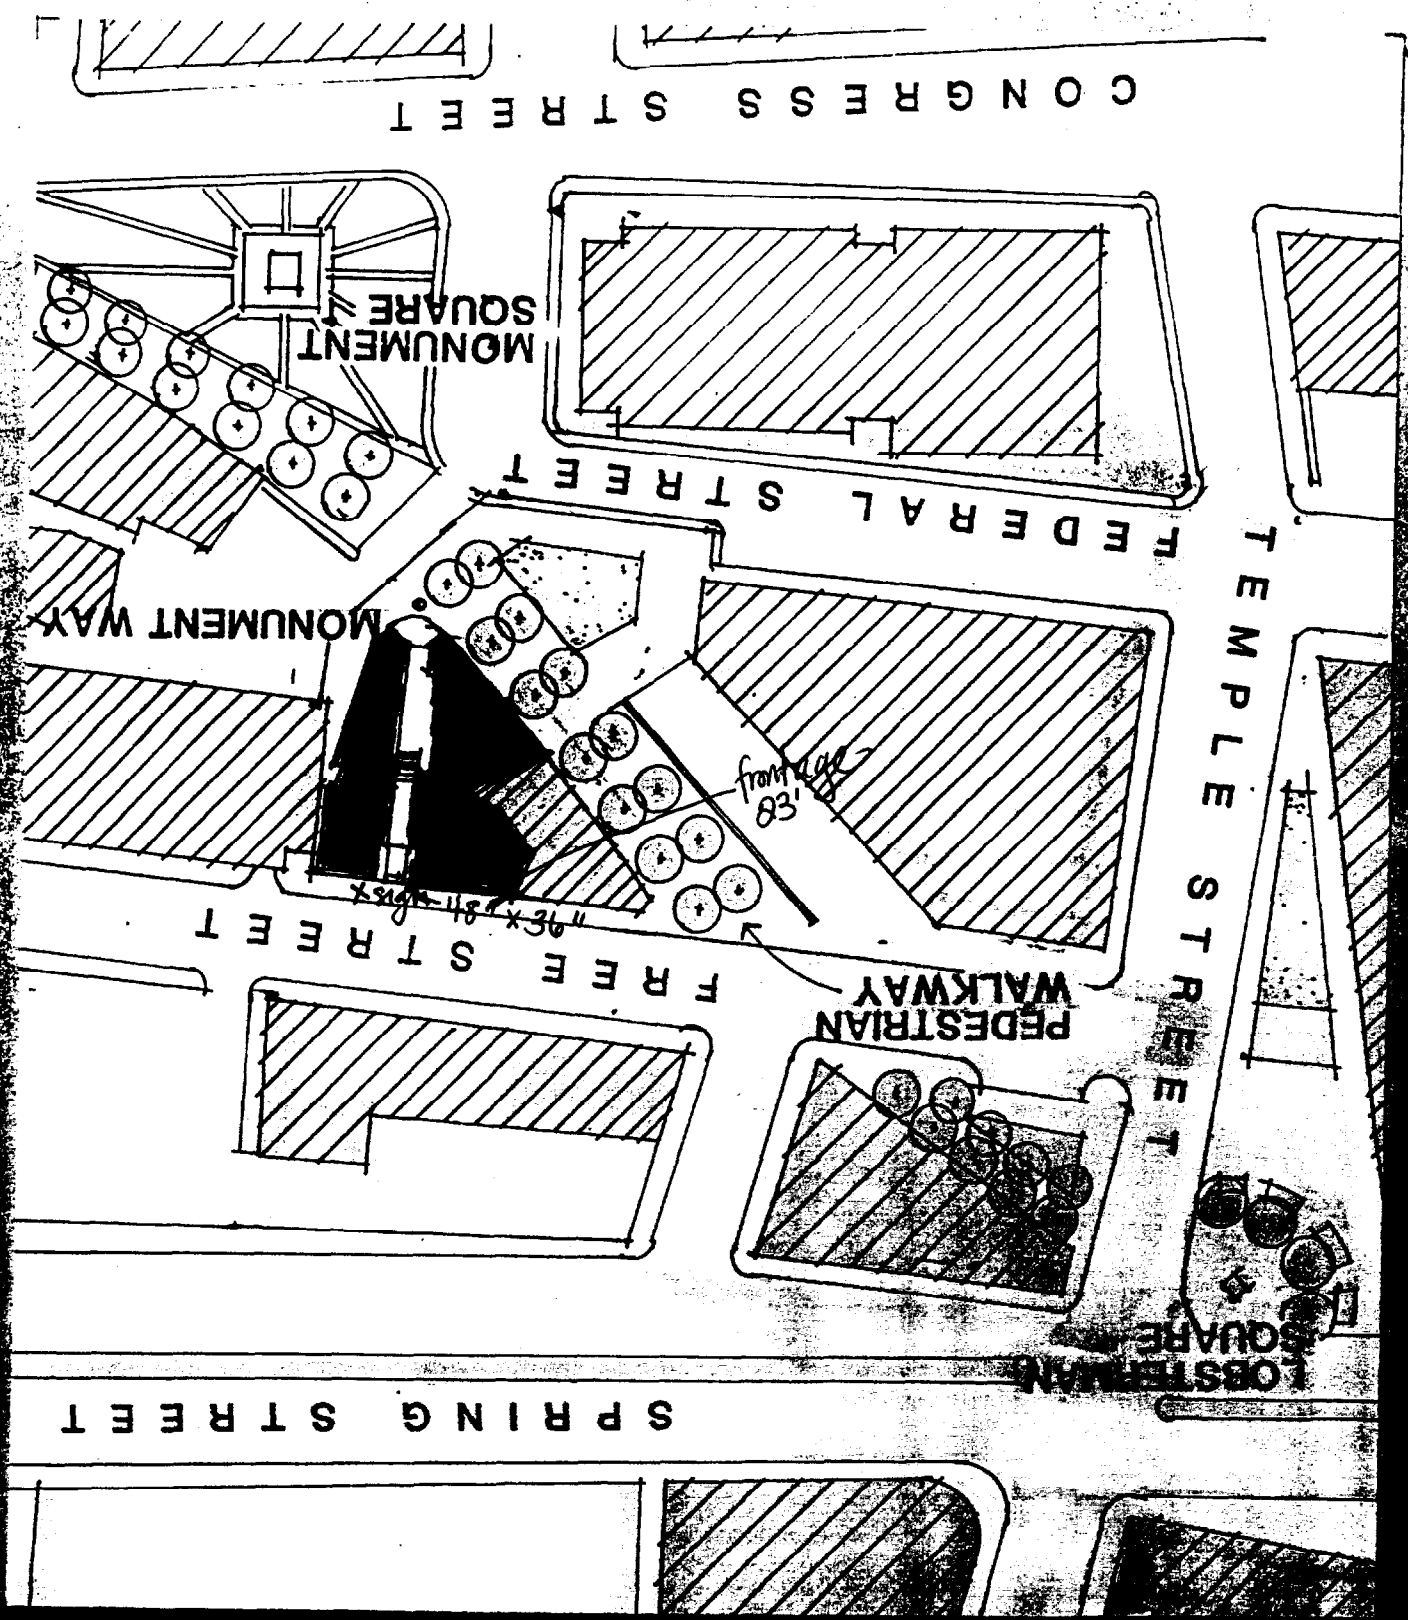 CONGRESS STREET
MONUMENT
SQUARE
FEDERAL STREET
TEMPLE STREET
MONUMENT WAY
frontage
83'
x sign 48" x 36"
FREE STREET
PEDESTRIAN
WALKWAY
LOBSTERMAN
SQUARE
SPRING STREET